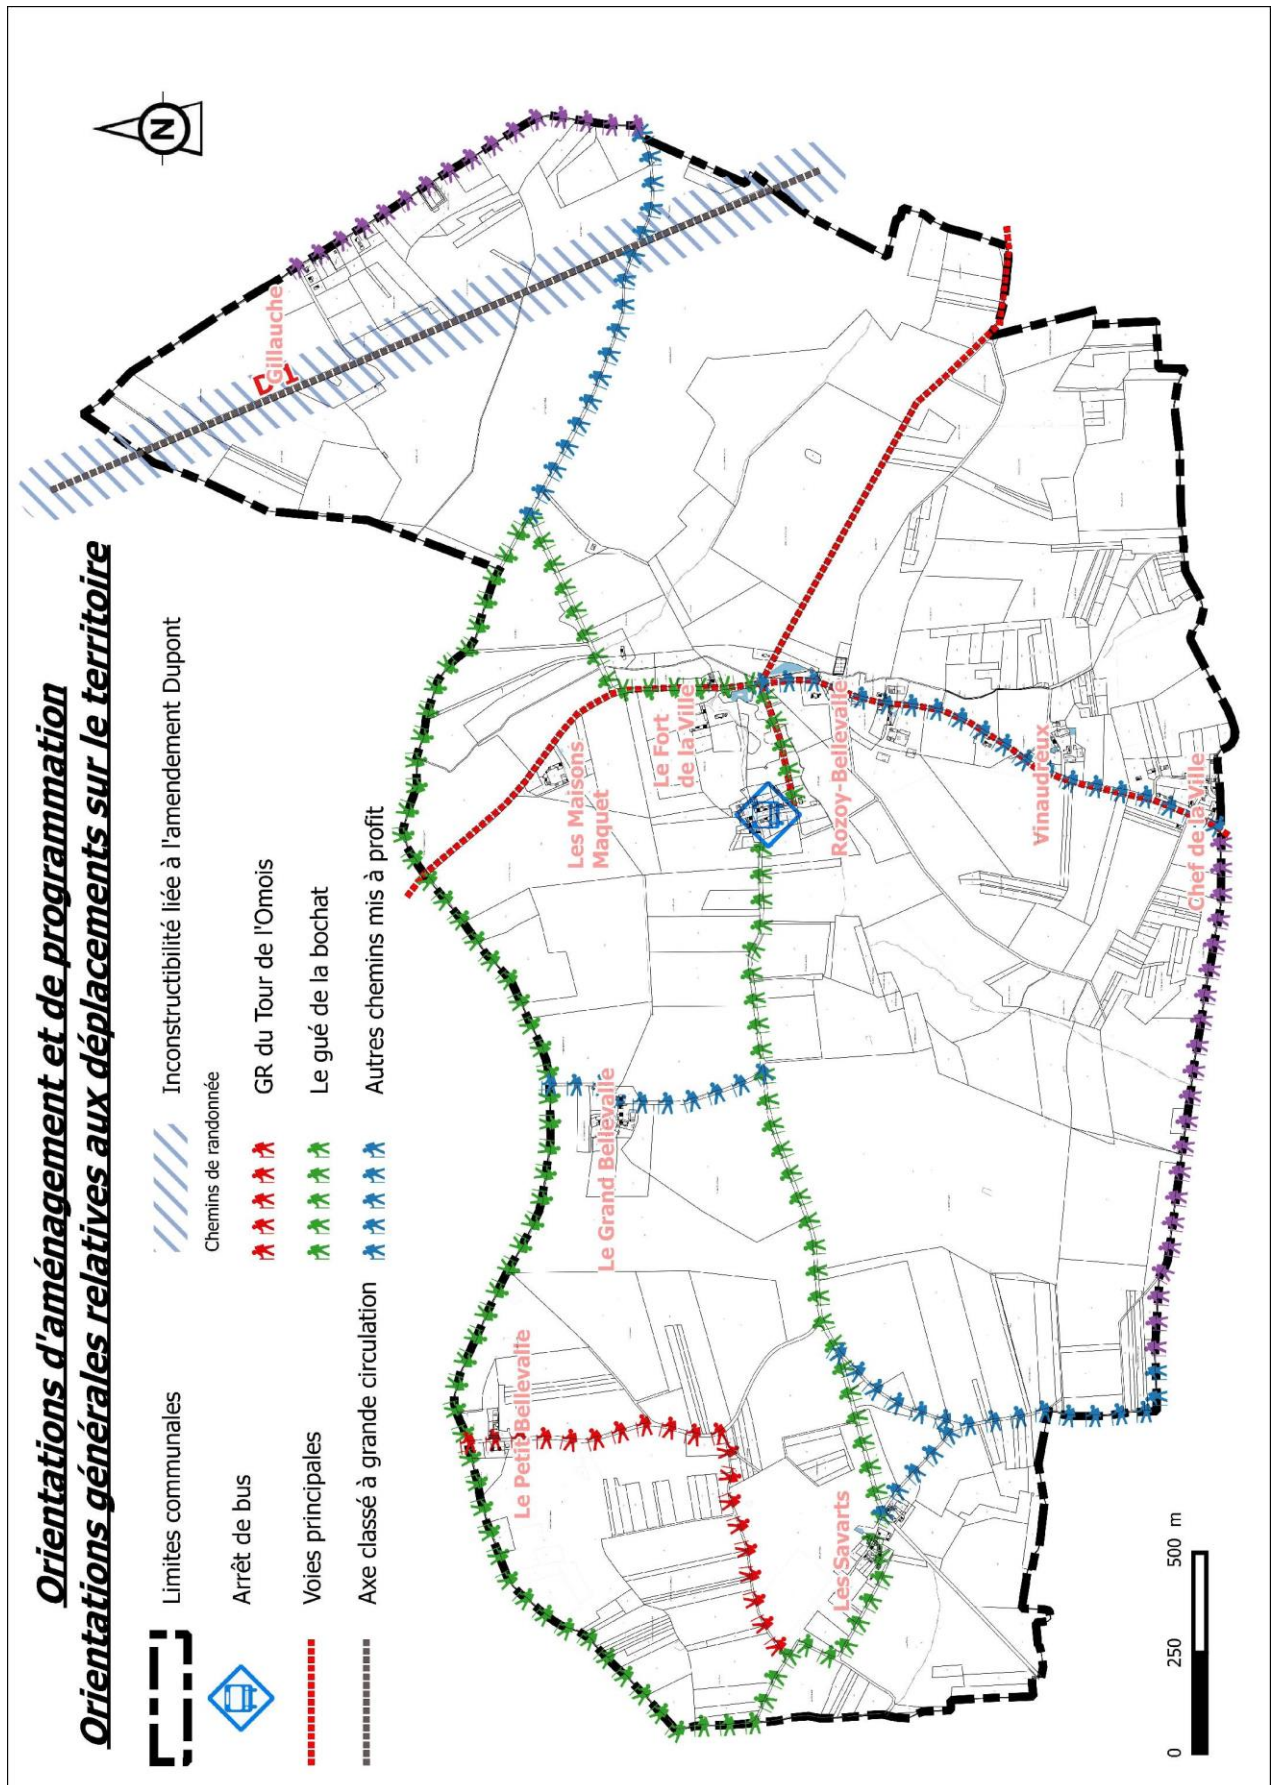 Orientations d'aménagement et de programmation
Orientations générales relatives aux déplacements sur le territoire
Limites communales
Arrêt de bus
Voies principales
Axe classé à grande circulation
Inconstructibilité liée à l'amendement Dupont
Chemins de randonnée
GR du Tour de l'Omois
Le gué de la bochat
Autres chemins mis à profit
N
Gillauche
Les Maisons
Maquet
Le Fort
de la Ville
Rozoy-Bellevalle
Vinaudreux
Chef de la Ville
Le Grand Bellevalle
Le Petit Bellevalle
Les Savarts
0 250 500 m